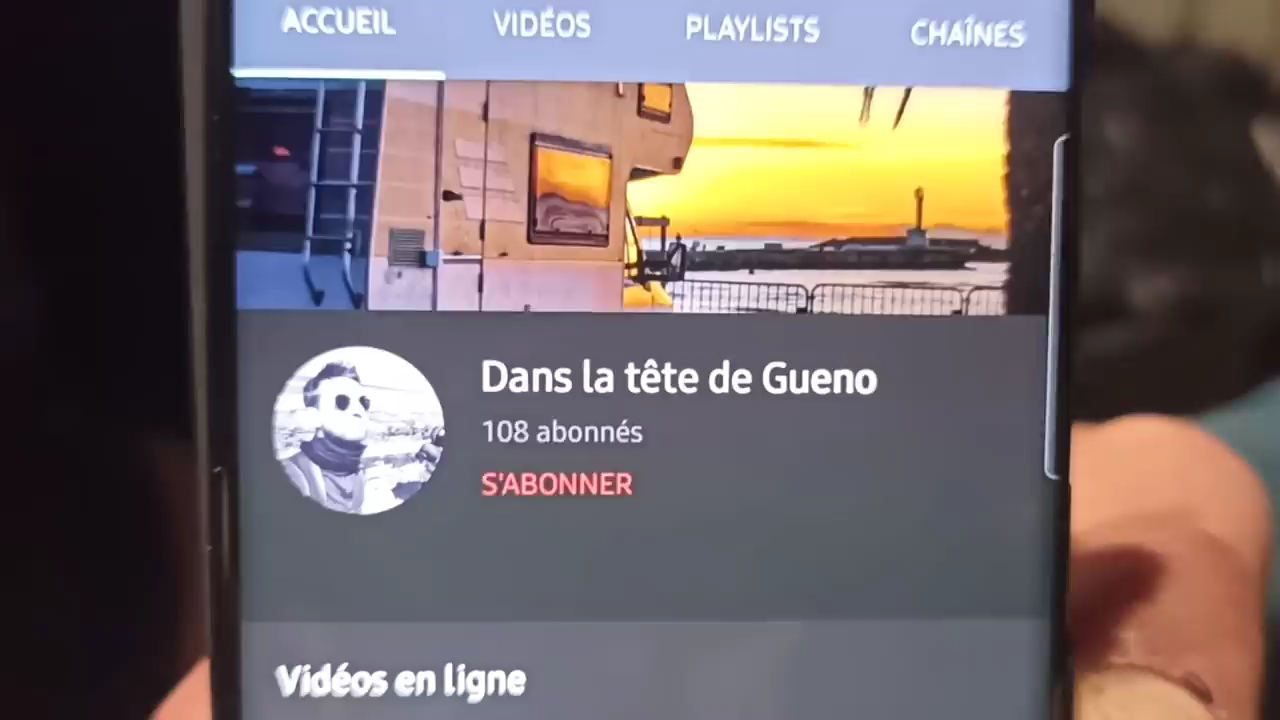 ACCUEIL VIDÉOS PLAYLISTS CHAÎNES
Dans la tête de Gueno
108 abonnés
S'ABONNER
Vidéos en ligne